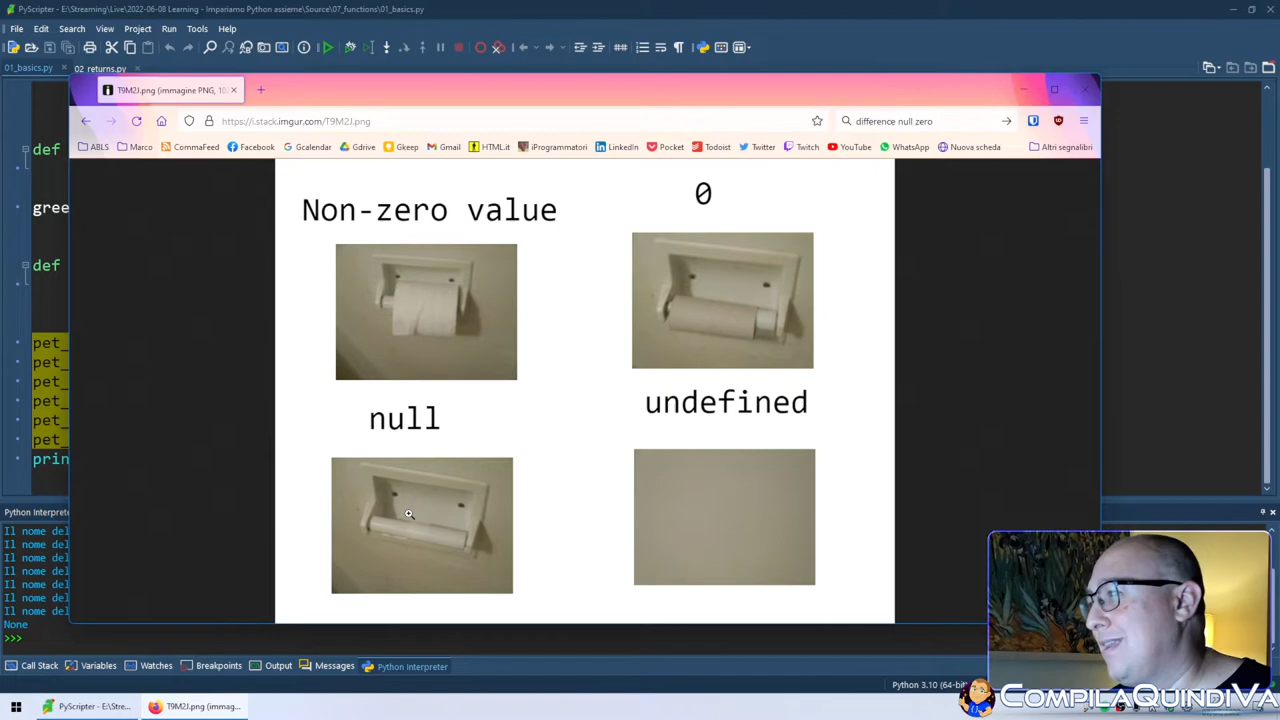 PyScripter - E:\Streaming\Live\2022-06-08 Learning - Impariamo Python assieme\Source\07_functions\01_basics.py
File Edit Search View Project Run Tools Help
01_basics.py 02_returns.py
T9M2J.png (immagine PNG, 10
https://i.stack.imgur.com/T9M2J.png
difference null zero
ABLS Marco CommaFeed Facebook Gcalendar Gdrive Gkeep Gmail HTML.it iProgrammatori LinkedIn Pocket Todoist Twitter Twitch YouTube WhatsApp Nuova scheda Altri segnalibri
def
gree
def
pet_
pet_
pet_
pet_
pet_
pet_
prin
Non-zero value
0
null
undefined
Python Interpreter
Il nome del
Il nome del
Il nome del
Il nome del
Il nome del
Il nome del
Il nome del
None
>>>
Call Stack Variables Watches Breakpoints Output Messages Python Interpreter
Python 3.10 (64-bit)
PyScripter - E:\Stre... T9M2J.png (immag...
CompilaQuindiVa